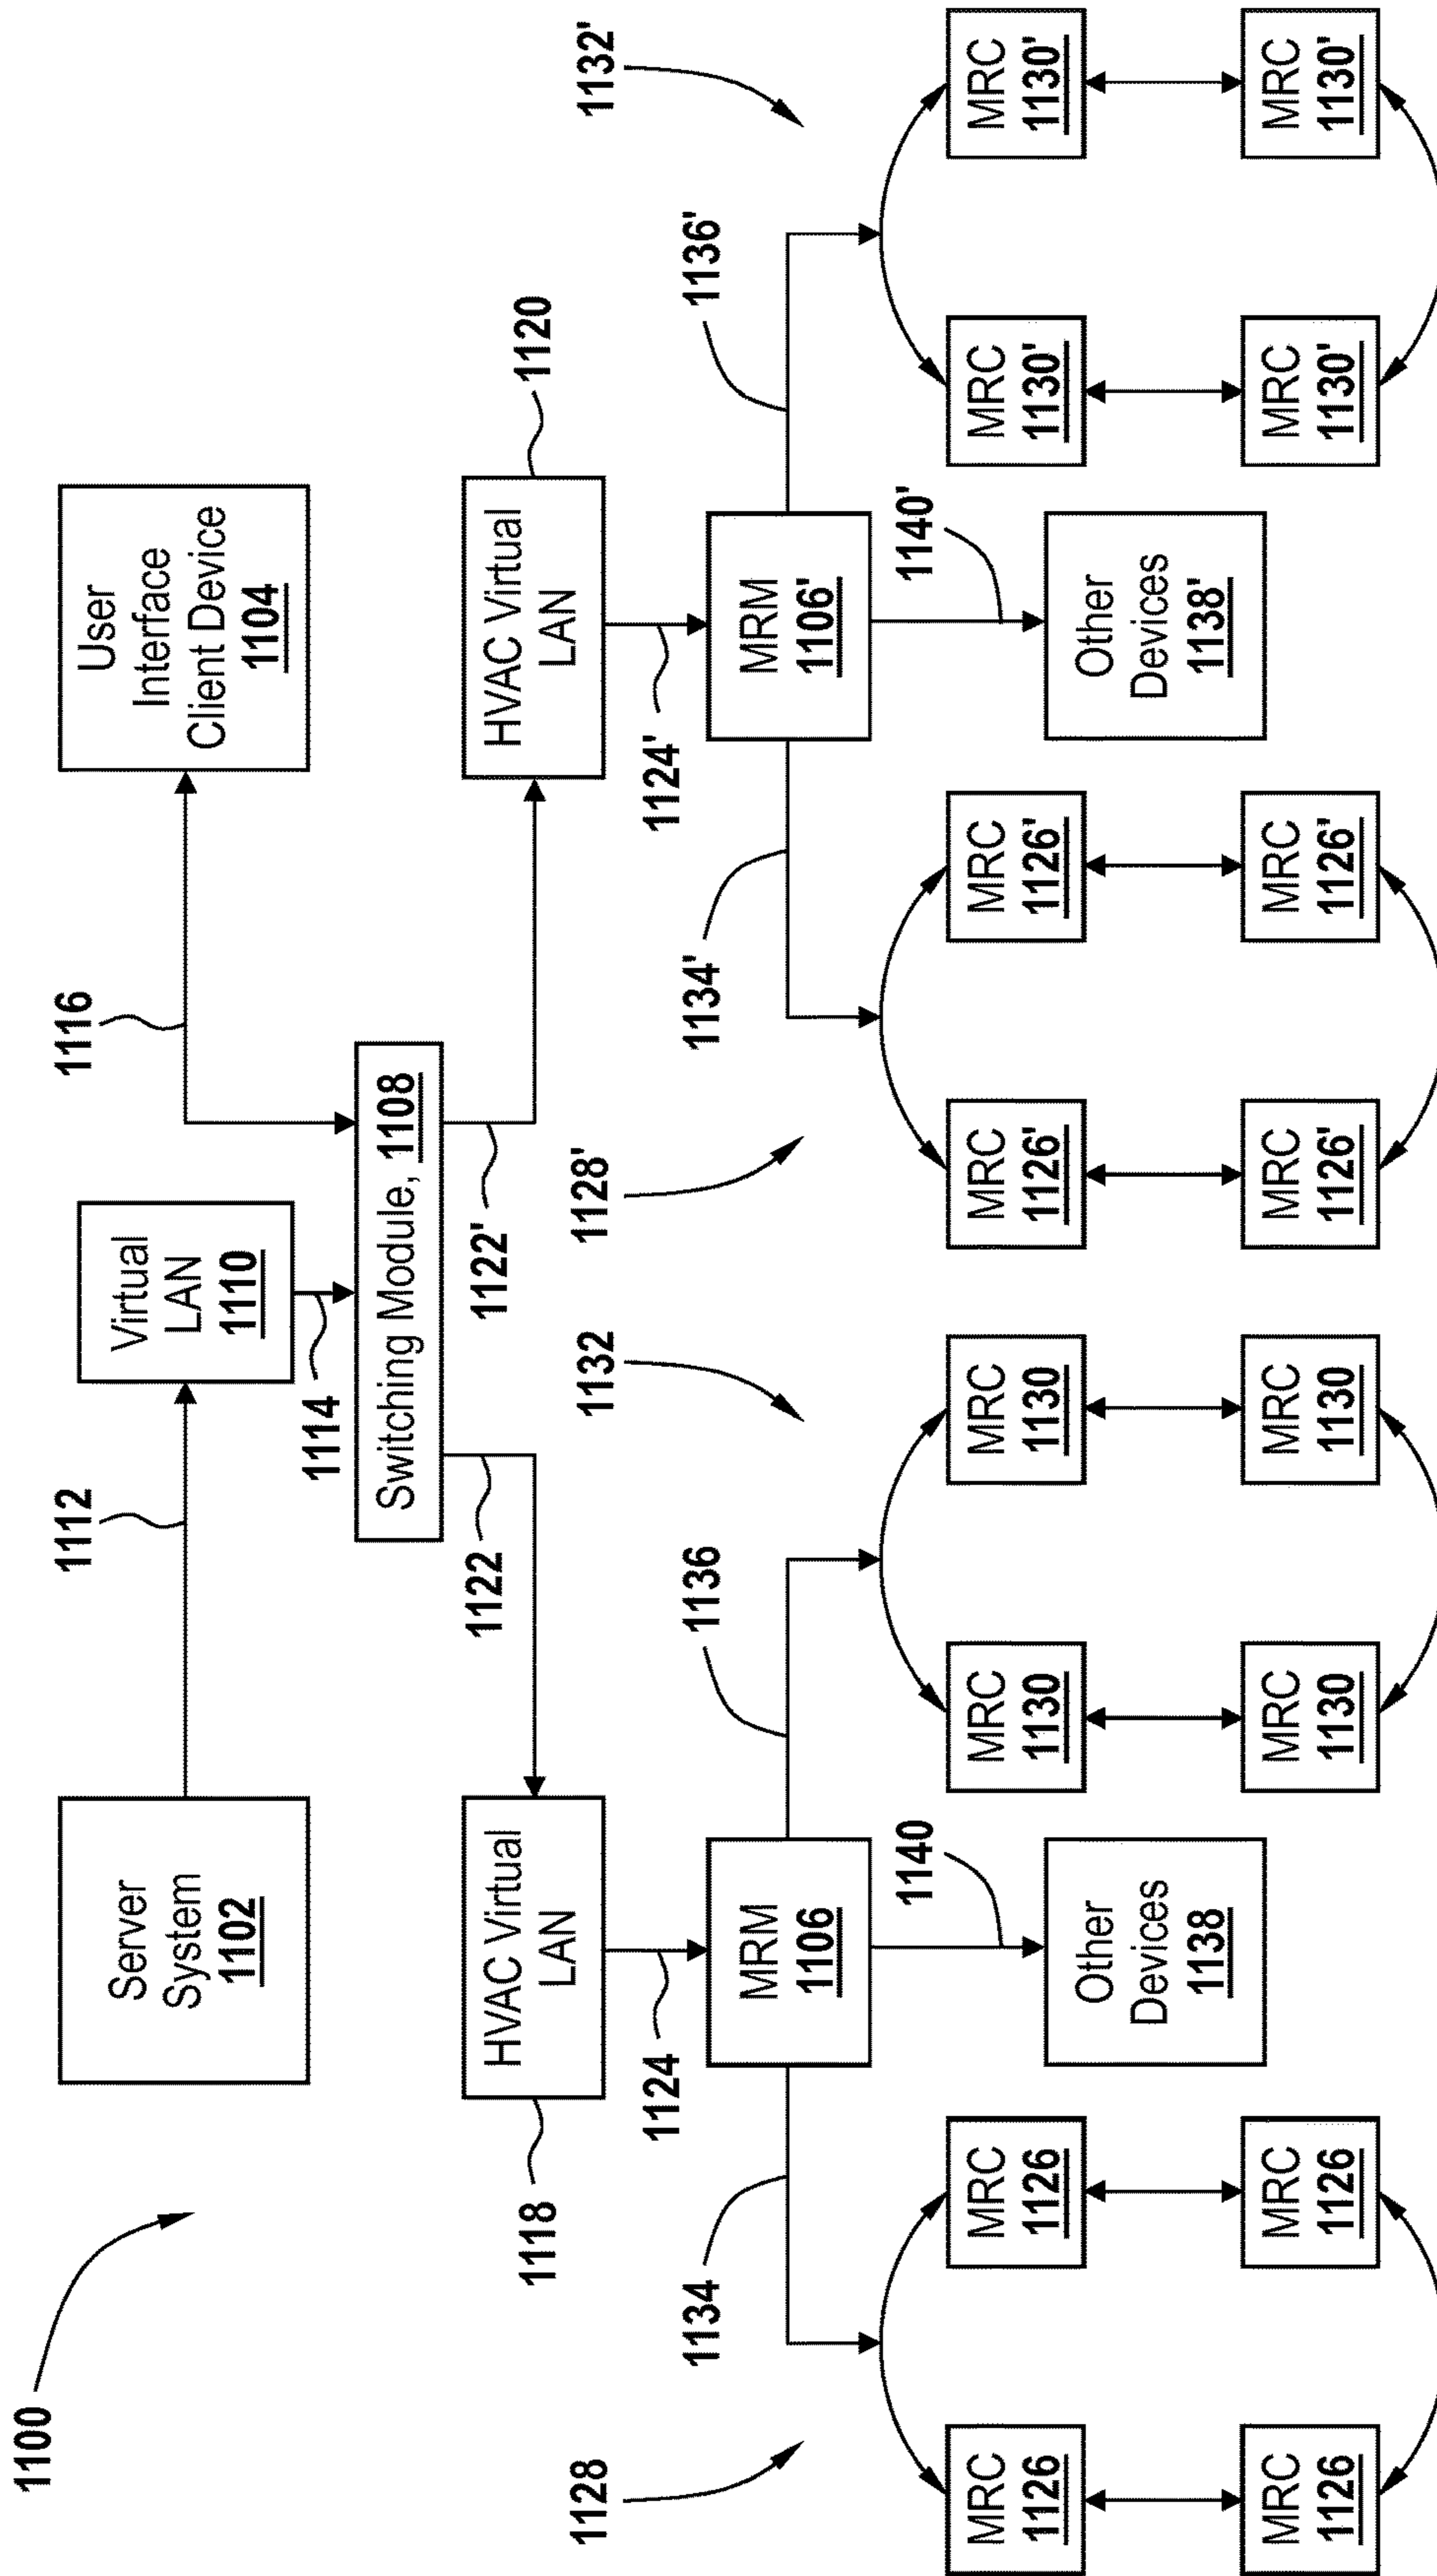 1100
Server
System
1102
1112
Virtual
LAN
1110
1114
1116
User
Interface
Client Device
1104
Switching Module, 1108
1122
1122'
HVAC Virtual
LAN
1118
HVAC Virtual
LAN
1120
1124
1124'
1128
1134
MRM
1106
1136
1132
1128'
1134'
MRM
1106'
1136'
1132'
1140
1140'
MRC
1126
MRC
1126
Other
Devices
1138
MRC
1130
MRC
1130
MRC
1126'
MRC
1126'
Other
Devices
1138'
MRC
1130'
MRC
1130'
MRC
1126
MRC
1126
MRC
1130
MRC
1130
MRC
1126'
MRC
1126'
MRC
1130'
MRC
1130'